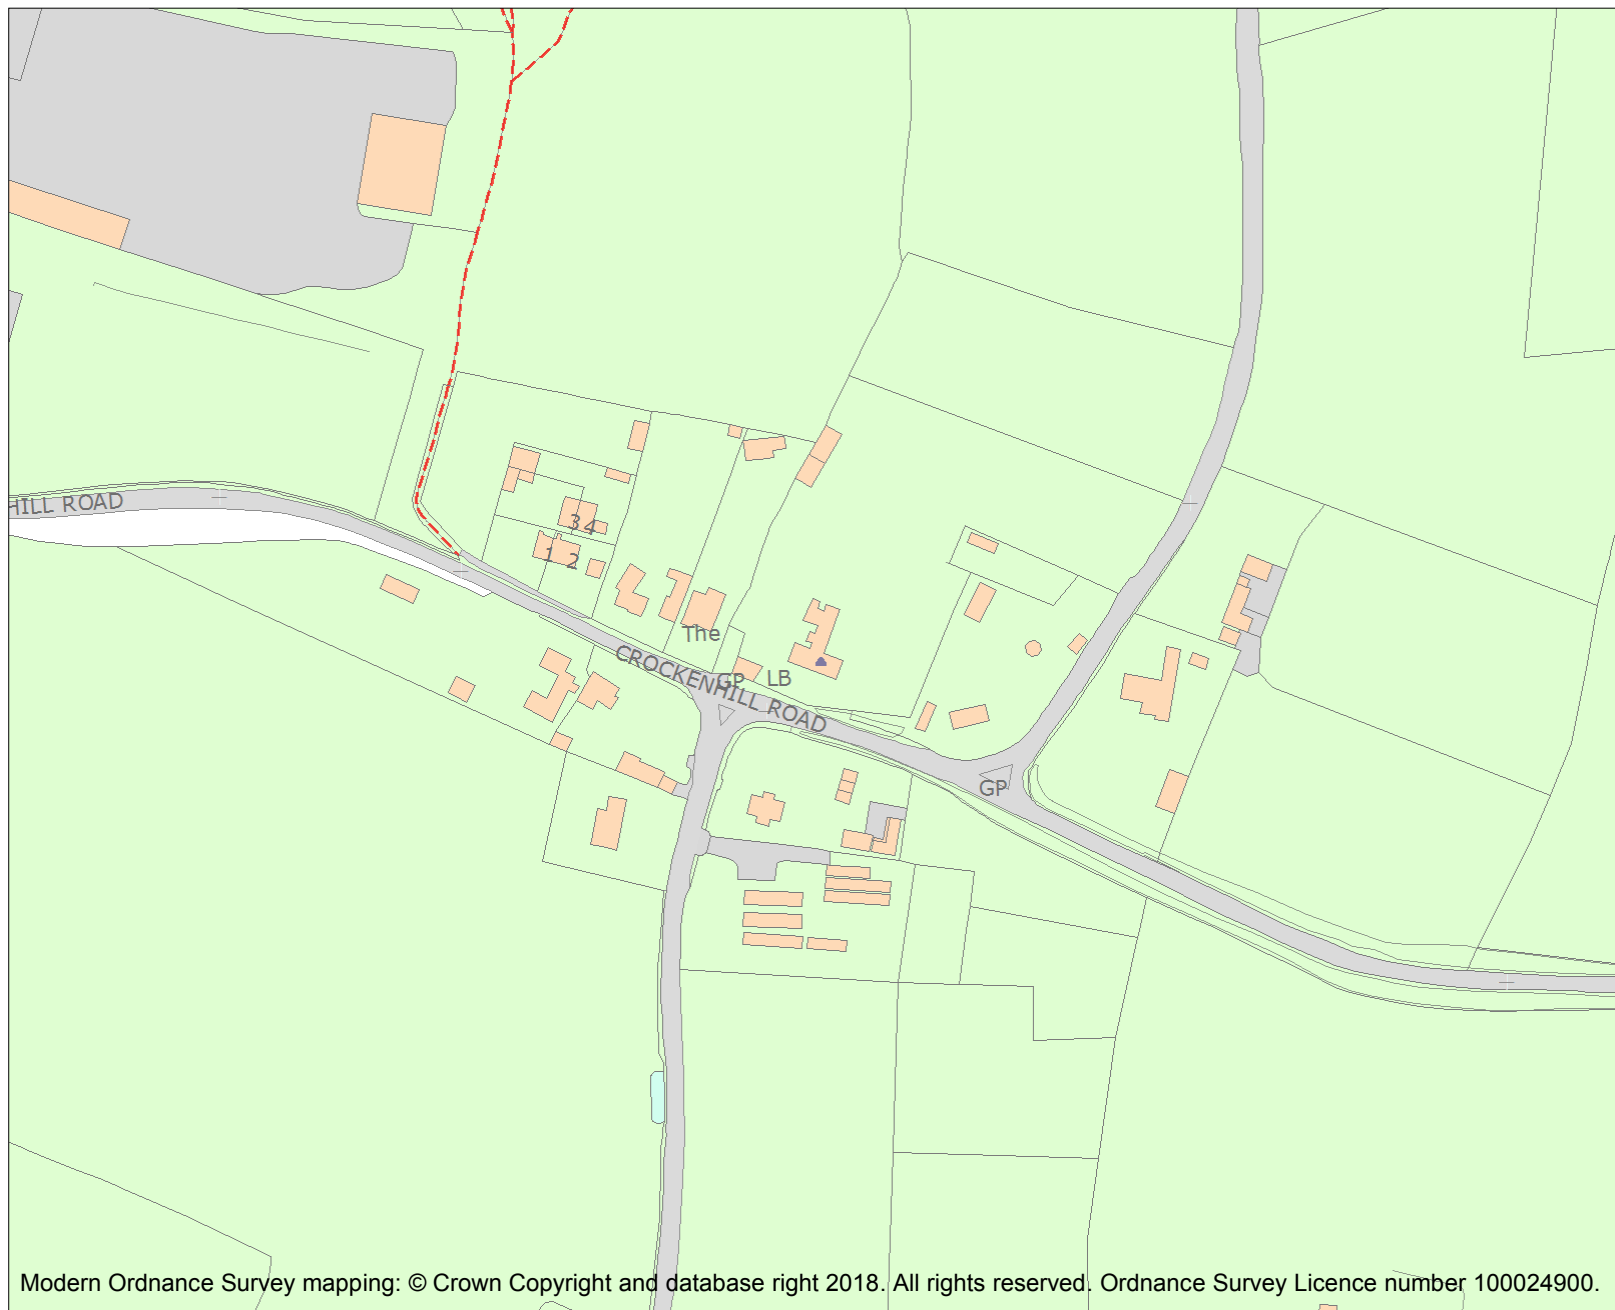 HILL ROAD
3 4
1 2
The
CROCKENHILL ROAD
GP LB
GP
Modern Ordnance Survey mapping: © Crown Copyright and database right 2018. All rights reserved. Ordnance Survey Licence number 100024900.